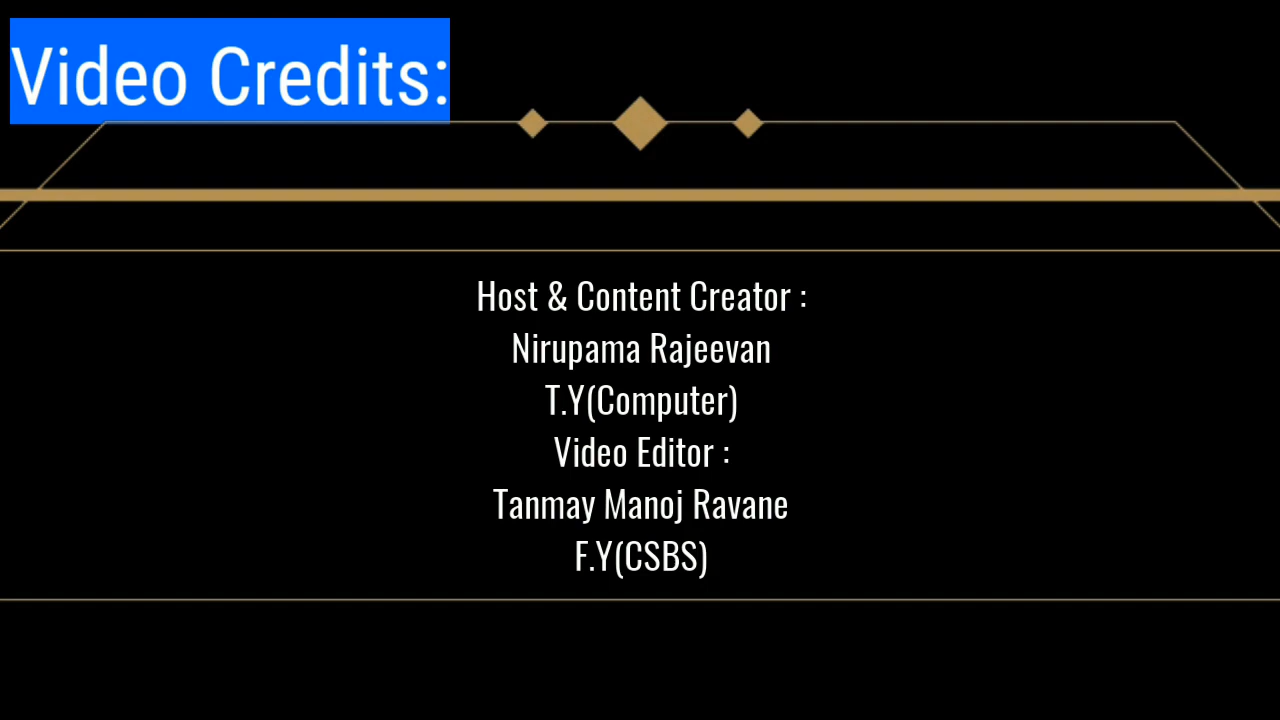 Video Credits:
Host & Content Creator :
Nirupama Rajeevan
T.Y(Computer)
Video Editor :
Tanmay Manoj Ravane
F.Y(CSBS)